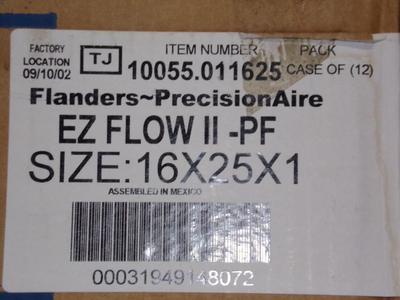 FACTORY LOCATION 09/10/02
TJ
ITEM NUMBER PACK
10055.011625 CASE OF (12)
Flanders~PrecisionAire
EZ FLOW II -PF
SIZE:16X25X1
ASSEMBLED IN MEXICO
00031949148072